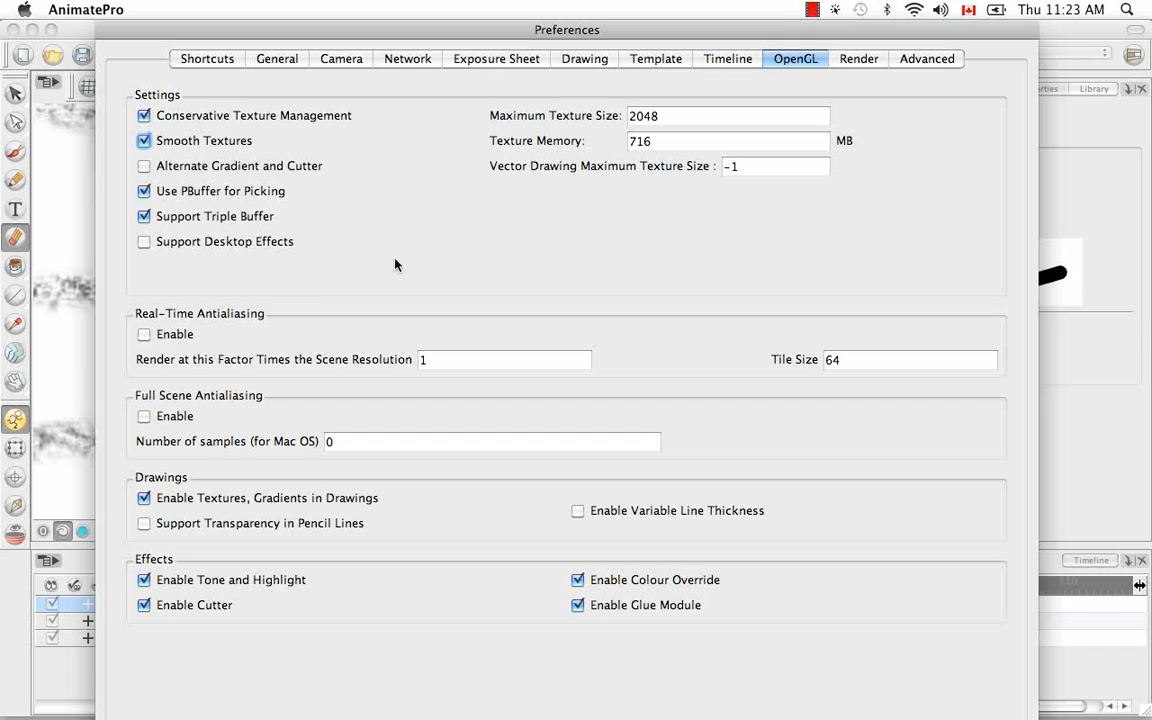 AnimatePro
Thu 11:23 AM
Preferences
Shortcuts General Camera Network Exposure Sheet Drawing Template Timeline OpenGL Render Advanced
erties Library
Settings
Conservative Texture Management Maximum Texture Size: 2048
Smooth Textures Texture Memory: 716 MB
Alternate Gradient and Cutter Vector Drawing Maximum Texture Size : -1
Use PBuffer for Picking
Support Triple Buffer
Support Desktop Effects
Real-Time Antialiasing
Enable
Render at this Factor Times the Scene Resolution 1 Tile Size 64
Full Scene Antialiasing
Enable
Number of samples (for Mac OS) 0
Drawings
Enable Textures, Gradients in Drawings
Enable Variable Line Thickness
Support Transparency in Pencil Lines
Effects
Timeline
Enable Tone and Highlight Enable Colour Override
Enable Cutter Enable Glue Module